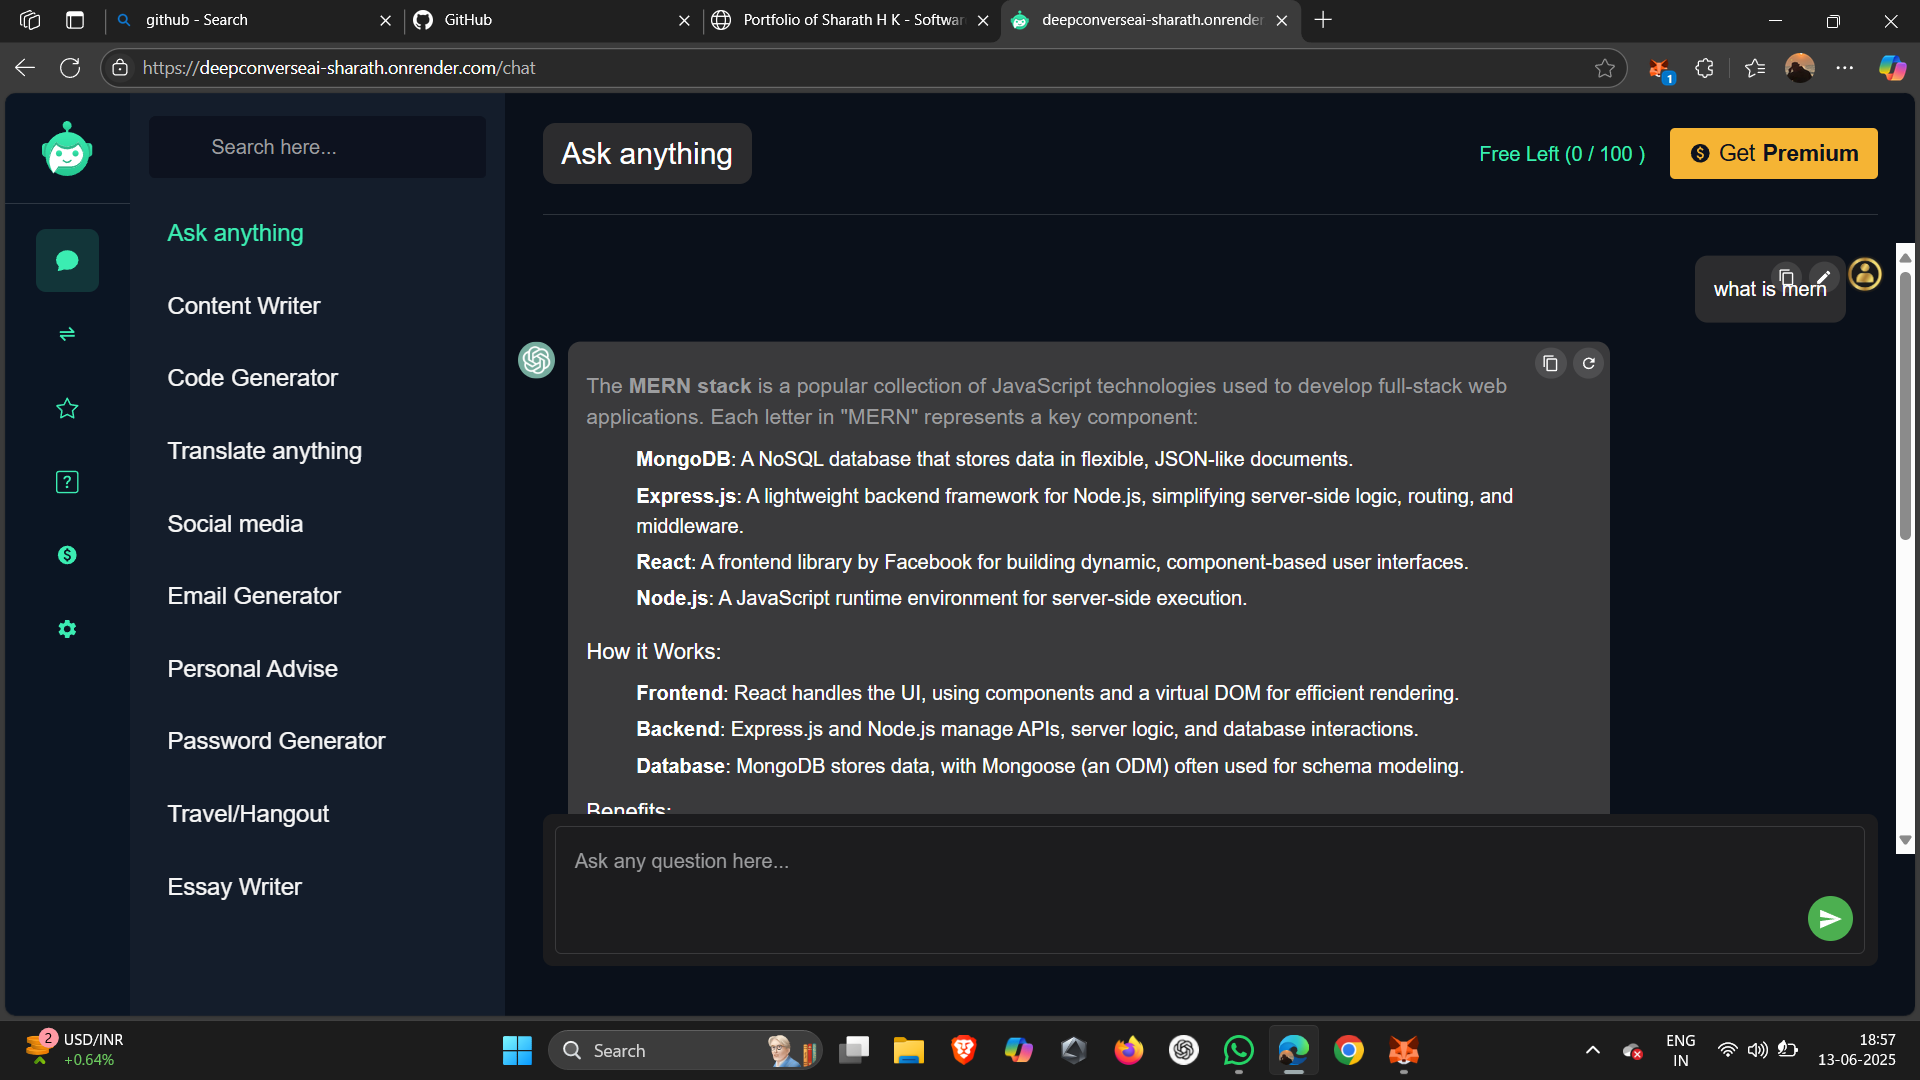 github - Search
GitHub
Portfolio of Sharath H K - Softwar
deepconverseai-sharath.onrender
https://deepconverseai-sharath.onrender.com/chat
1
Search here...
Ask anything
Content Writer
Code Generator
Translate anything
Social media
Email Generator
Personal Advise
Password Generator
Travel/Hangout
Essay Writer
Ask anything
Free Left (0 / 100 )
Get Premium
what is mern
The MERN stack is a popular collection of JavaScript technologies used to develop full-stack web
applications. Each letter in "MERN" represents a key component:
MongoDB: A NoSQL database that stores data in flexible, JSON-like documents.
Express.js: A lightweight backend framework for Node.js, simplifying server-side logic, routing, and
middleware.
React: A frontend library by Facebook for building dynamic, component-based user interfaces.
Node.js: A JavaScript runtime environment for server-side execution.
How it Works:
Frontend: React handles the UI, using components and a virtual DOM for efficient rendering.
Backend: Express.js and Node.js manage APIs, server logic, and database interactions.
Database: MongoDB stores data, with Mongoose (an ODM) often used for schema modeling.
Benefits:
Ask any question here...
2
USD/INR
+0.64%
Search
ENG
IN
18:57
13-06-2025